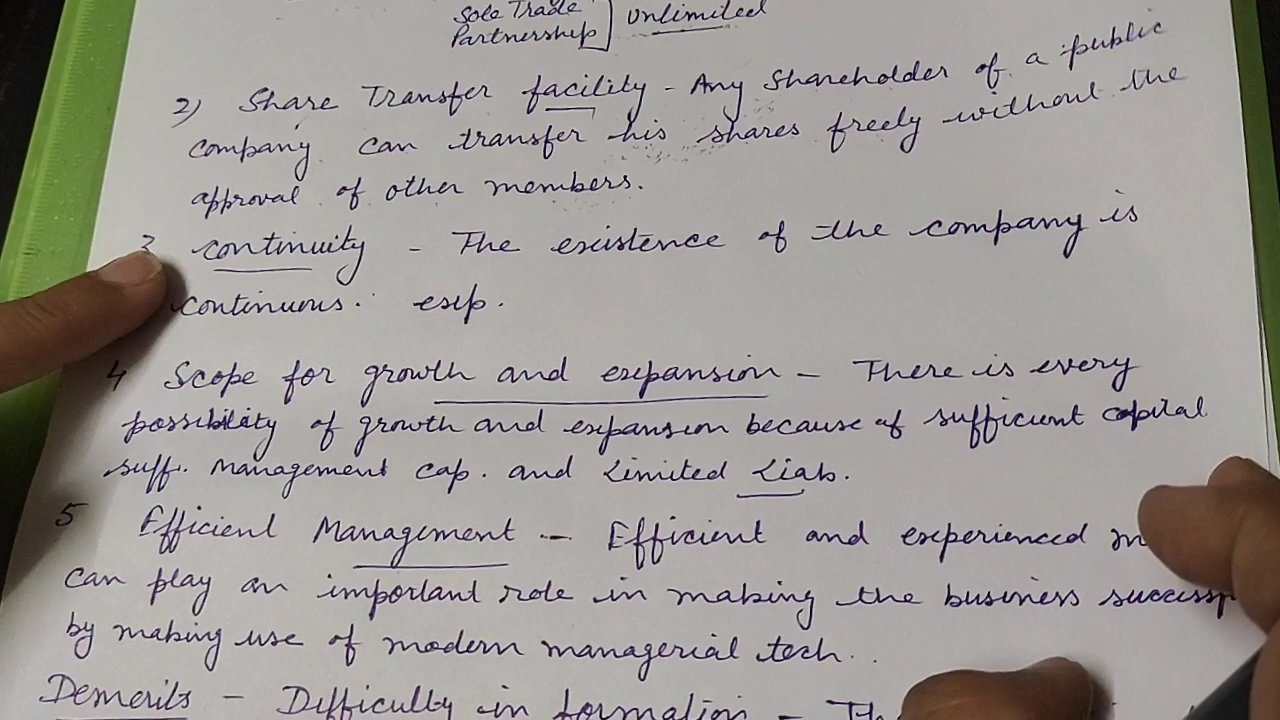 Sole Trade
Partnership] Unlimited
2) Share Transfer facility - Any Shareholder of a public
company can transfer his shares freely without the
approval of other members.
3 continuity - The existence of the company is
continuous. exp.
4 Scope for growth and expansion - There is every
possibility of growth and expansion because of sufficient capital
suff. Management cap. and Limited Liab.
5 Efficient Management - Efficient and experienced
can play an important role in making the business
by making use of modern managerial tech..
Demerits - Difficulty in formation -